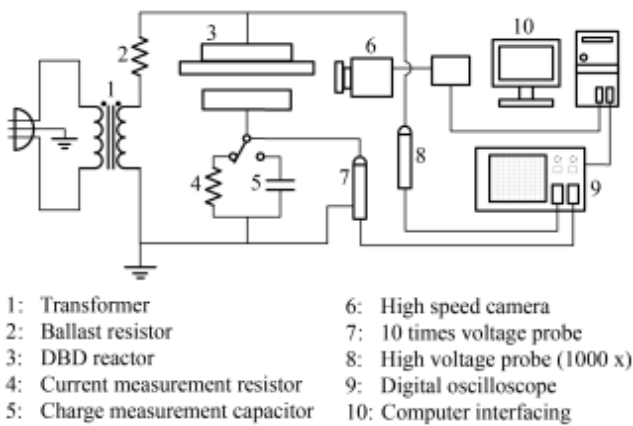 3
10
6
2
1
8
4
5
7
9
1: Transformer
2: Ballast resistor
3: DBD reactor
4: Current measurement resistor
5: Charge measurement capacitor
6: High speed camera
7: 10 times voltage probe
8: High voltage probe (1000 x)
9: Digital oscilloscope
10: Computer interfacing